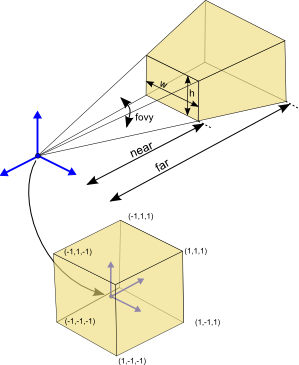 w
h
fovy
near
far
(-1,1,1)
(-1,1,-1)
(1,1,1)
(-1,-1,-1)
(1,-1,1)
(1,-1,-1)